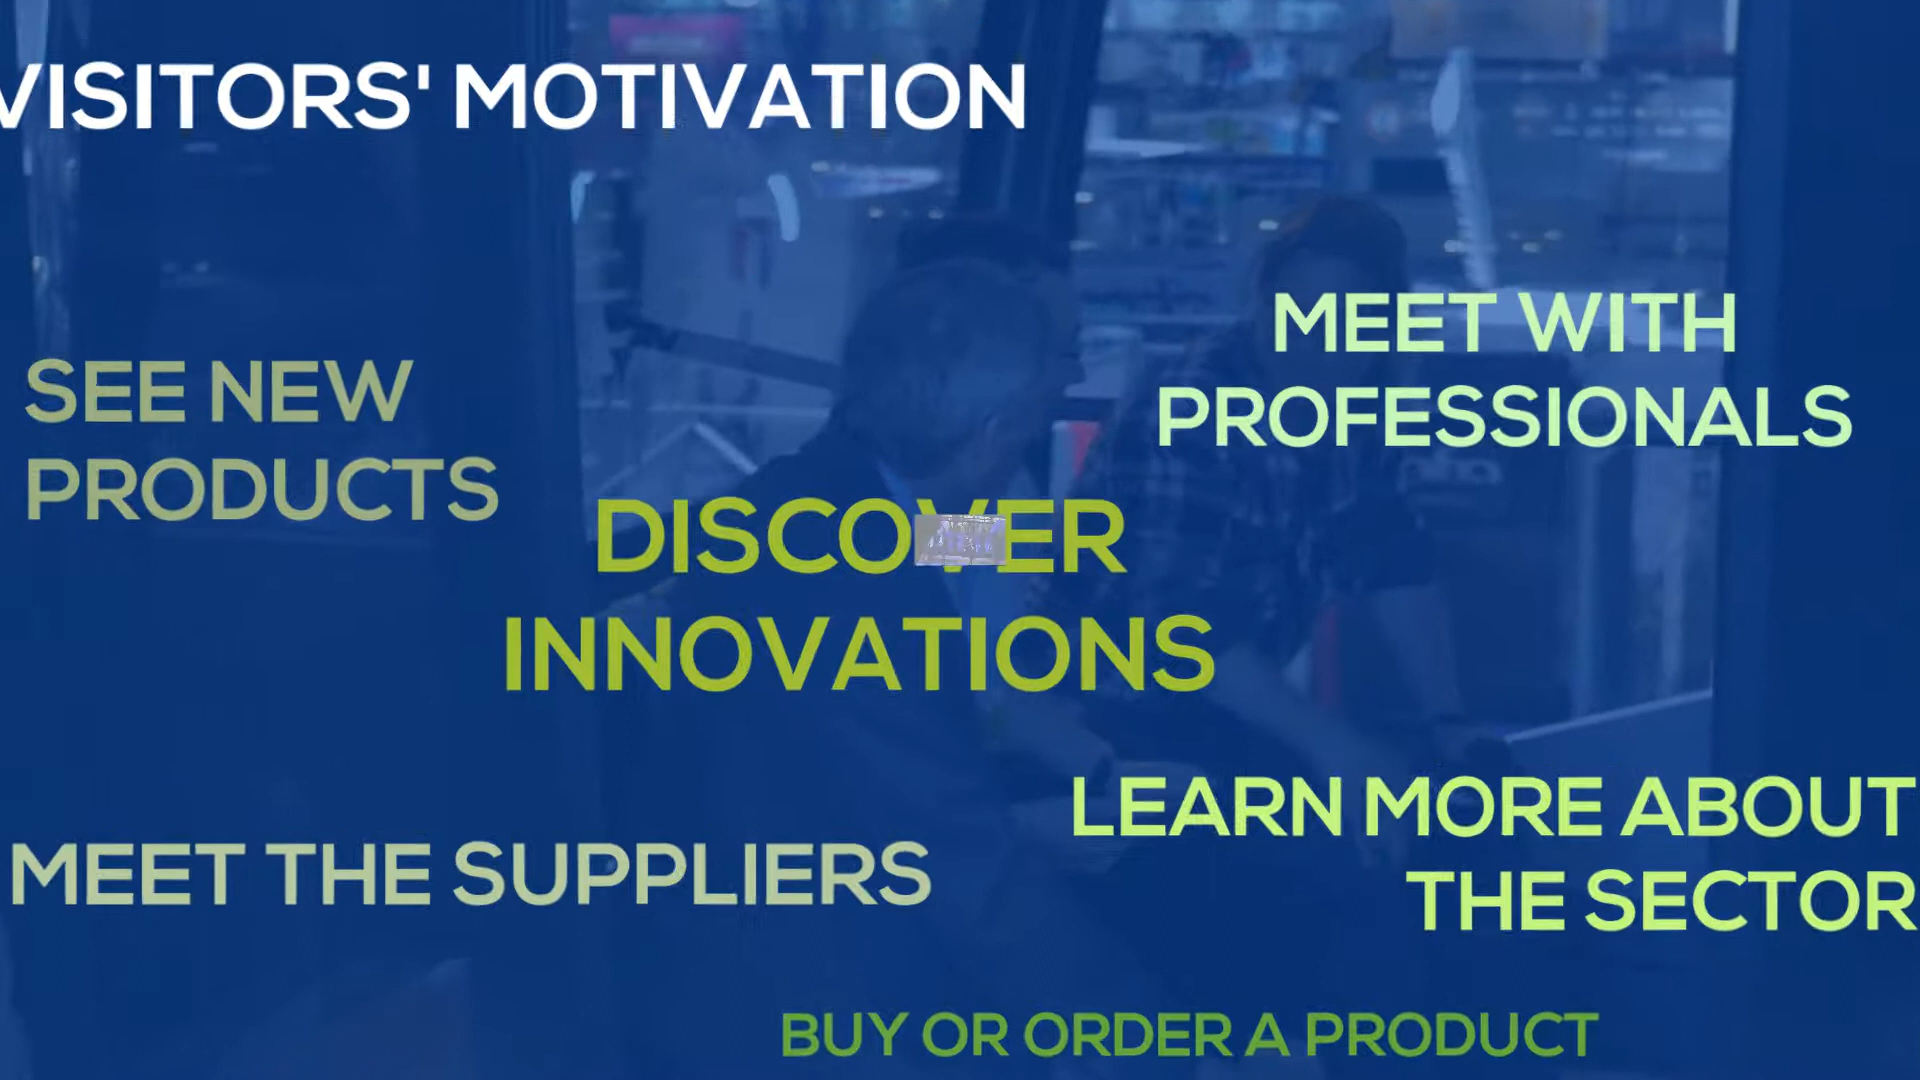 VISITORS' MOTIVATION
MEET WITH
PROFESSIONALS
SEE NEW
PRODUCTS
DISCOVER
INNOVATIONS
LEARN MORE ABOUT
THE SECTOR
MEET THE SUPPLIERS
BUY OR ORDER A PRODUCT